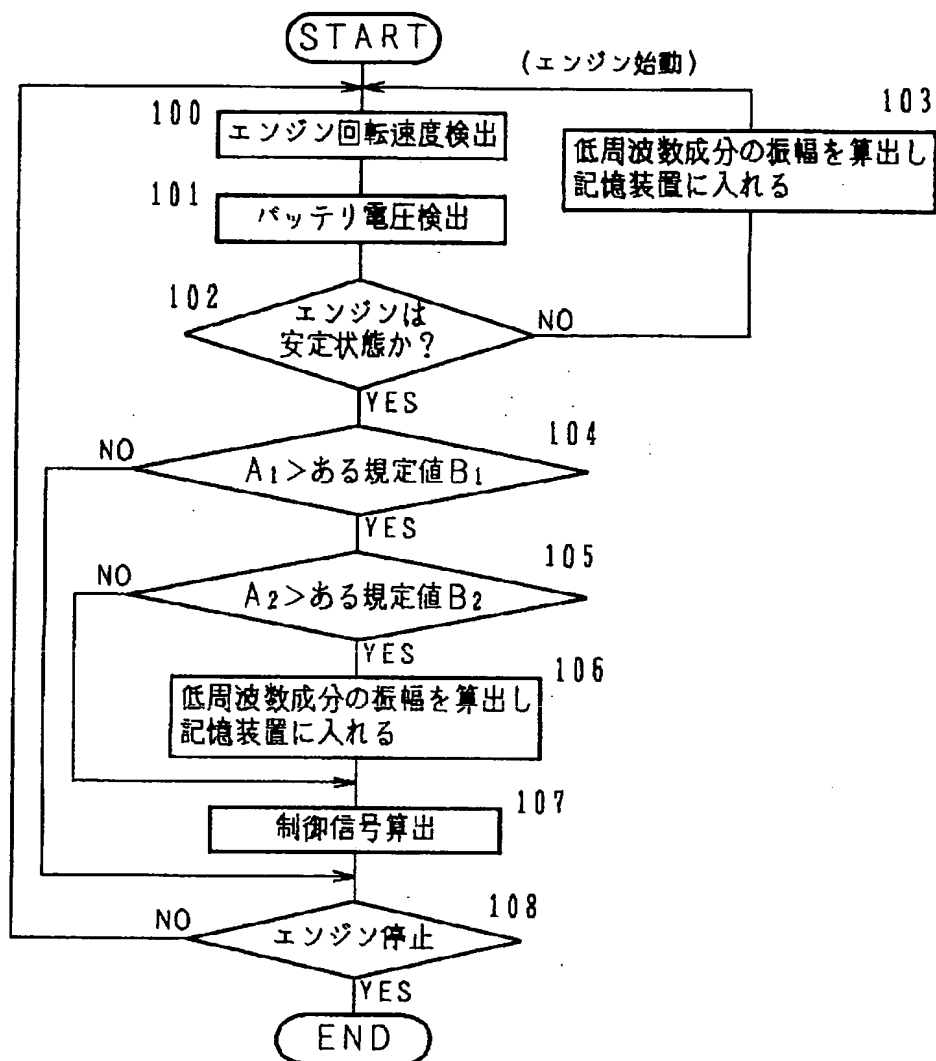 START
(エンジン始動)
100
エンジン回転速度検出
103
低周波数成分の振幅を算出し
記憶装置に入れる
101
バッテリ電圧検出
102
エンジンは
安定状態か?
NO
YES
104
NO
A1>ある規定値B1
YES
105
NO
A2>ある規定値B2
YES
106
低周波数成分の振幅を算出し
記憶装置に入れる
107
制御信号算出
108
NO
エンジン停止
YES
END